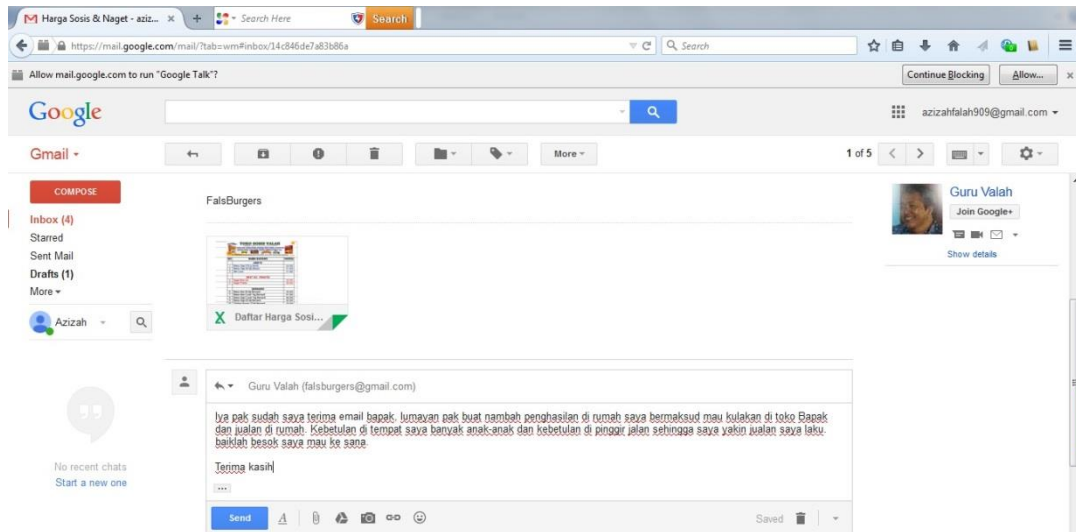 Harga Sosis & Naget - aziz...
Search Here
Search
https://mail.google.com/mail/?tab=wm#inbox/14c846de7a83b86a
Search
Allow mail.google.com to run "Google Talk"?
Continue Blocking
Allow...
Google
azizahfalah909@gmail.com
Gmail
More
1 of 5
COMPOSE
Inbox (4)
Starred
Sent Mail
Drafts (1)
More
Azizah
No recent chats
Start a new one
FalsBurgers
TOKO SOSIS VALAH
X Daftar Harga Sosi...
Guru Valah (falsburgers@gmail.com)
Iya pak sudah saya terima email bapak. lumayan pak buat nambah penghasilan di rumah saya bermaksud mau kulakan di toko Bapak
dan jualan di rumah. Kebetulan di tempat saya banyak anak-anak dan kebetulan di pinggir jalan sehingga saya yakin jualan saya laku.
baiklah besok saya mau ke sana.
Terima kasih
...
Send
Saved
Guru Valah
Join Google+
Show details